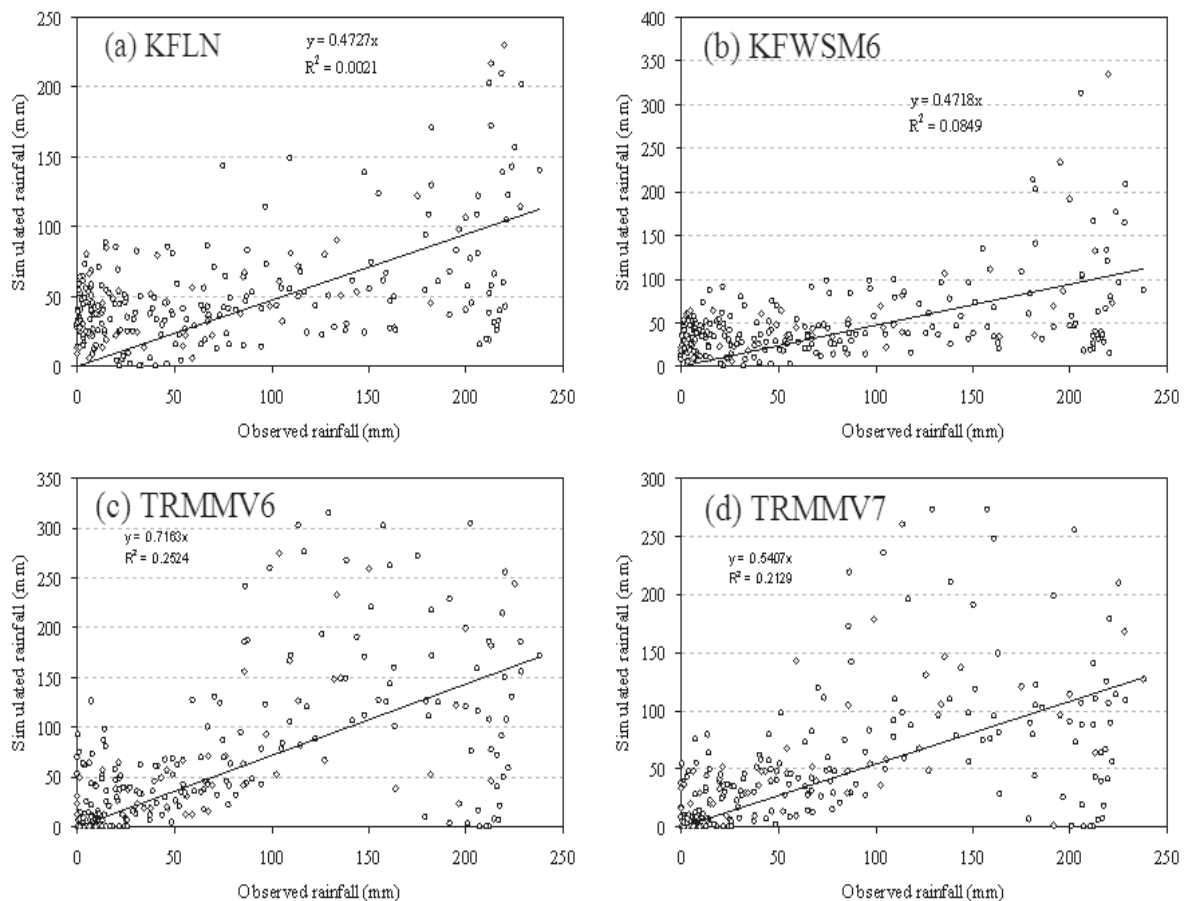 (a) KFLN
y = 0.4727x
R² = 0.0021
250
200
150
100
50
0
Simulated rainfall (mm)
0 50 100 150 200 250
Observed rainfall (mm)
(b) KFWSM6
y = 0.4718x
R² = 0.0849
400
350
300
250
200
150
100
50
0
Simulated rainfall (mm)
0 50 100 150 200 250
Observed rainfall (mm)
(c) TRMMV6
y = 0.7163x
R² = 0.2524
350
300
250
200
150
100
50
0
Simulated rainfall (mm)
0 50 100 150 200 250
Observed rainfall (mm)
(d) TRMMV7
y = 0.5407x
R² = 0.2129
300
250
200
150
100
50
0
Simulated rainfall (mm)
0 50 100 150 200 250
Observed rainfall (mm)